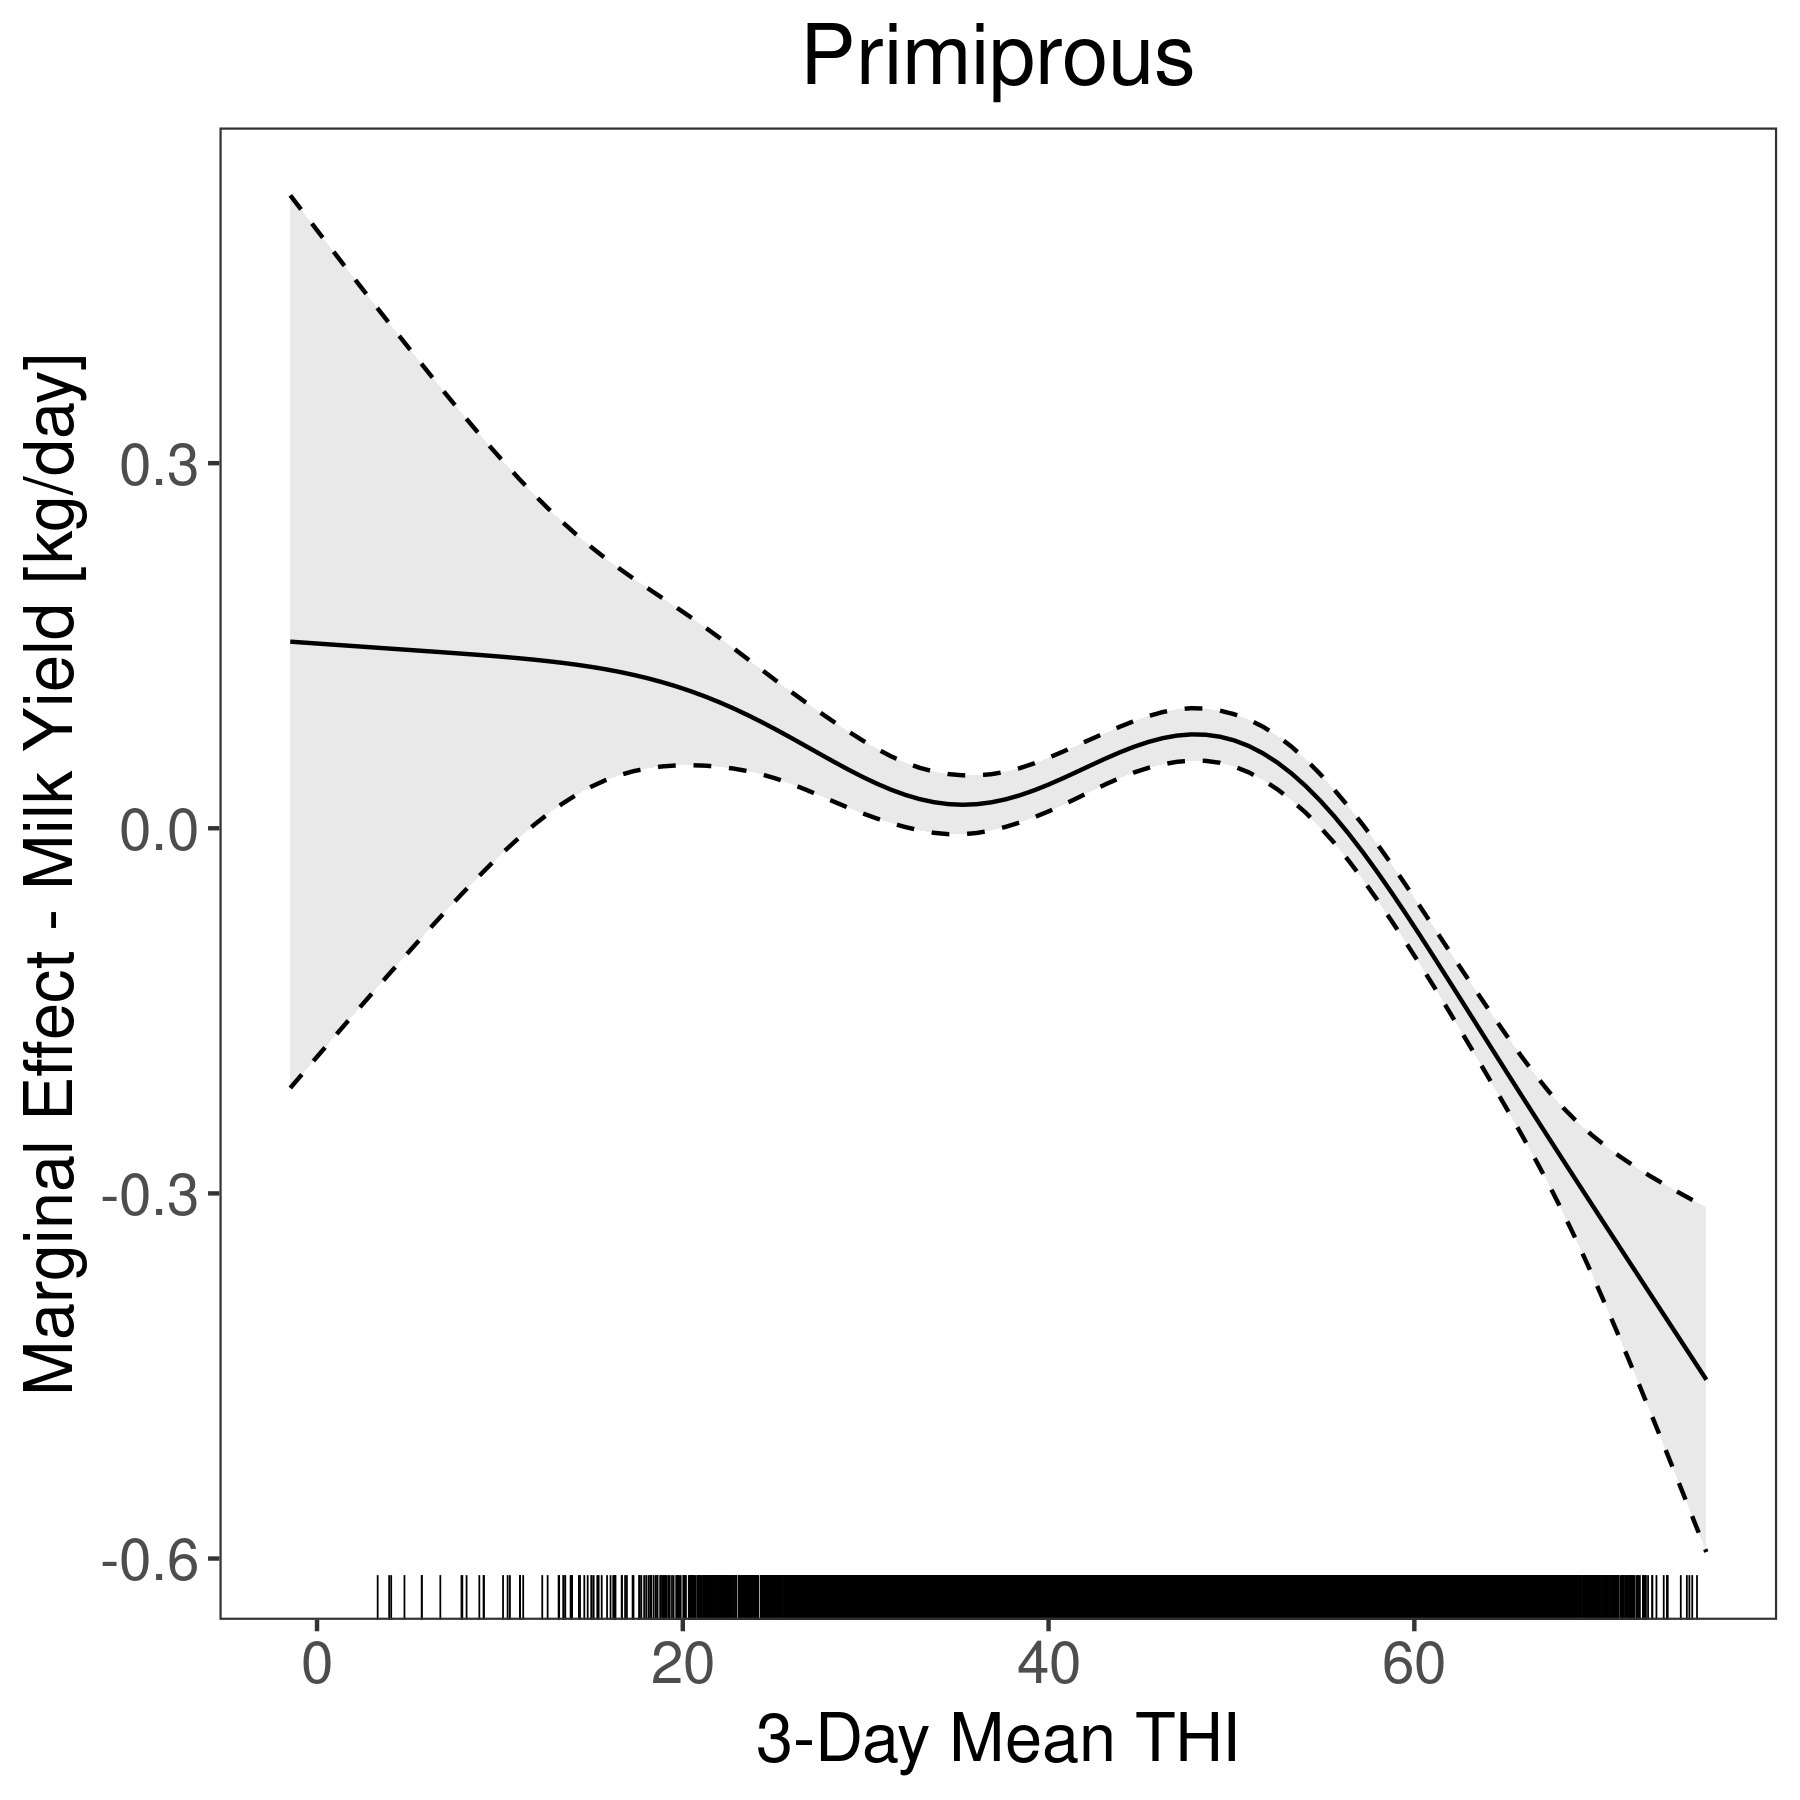 Primiprous
Marginal Effect - Milk Yield [kg/day]
0.3
0.0
-0.3
-0.6
0 20 40 60
3-Day Mean THI